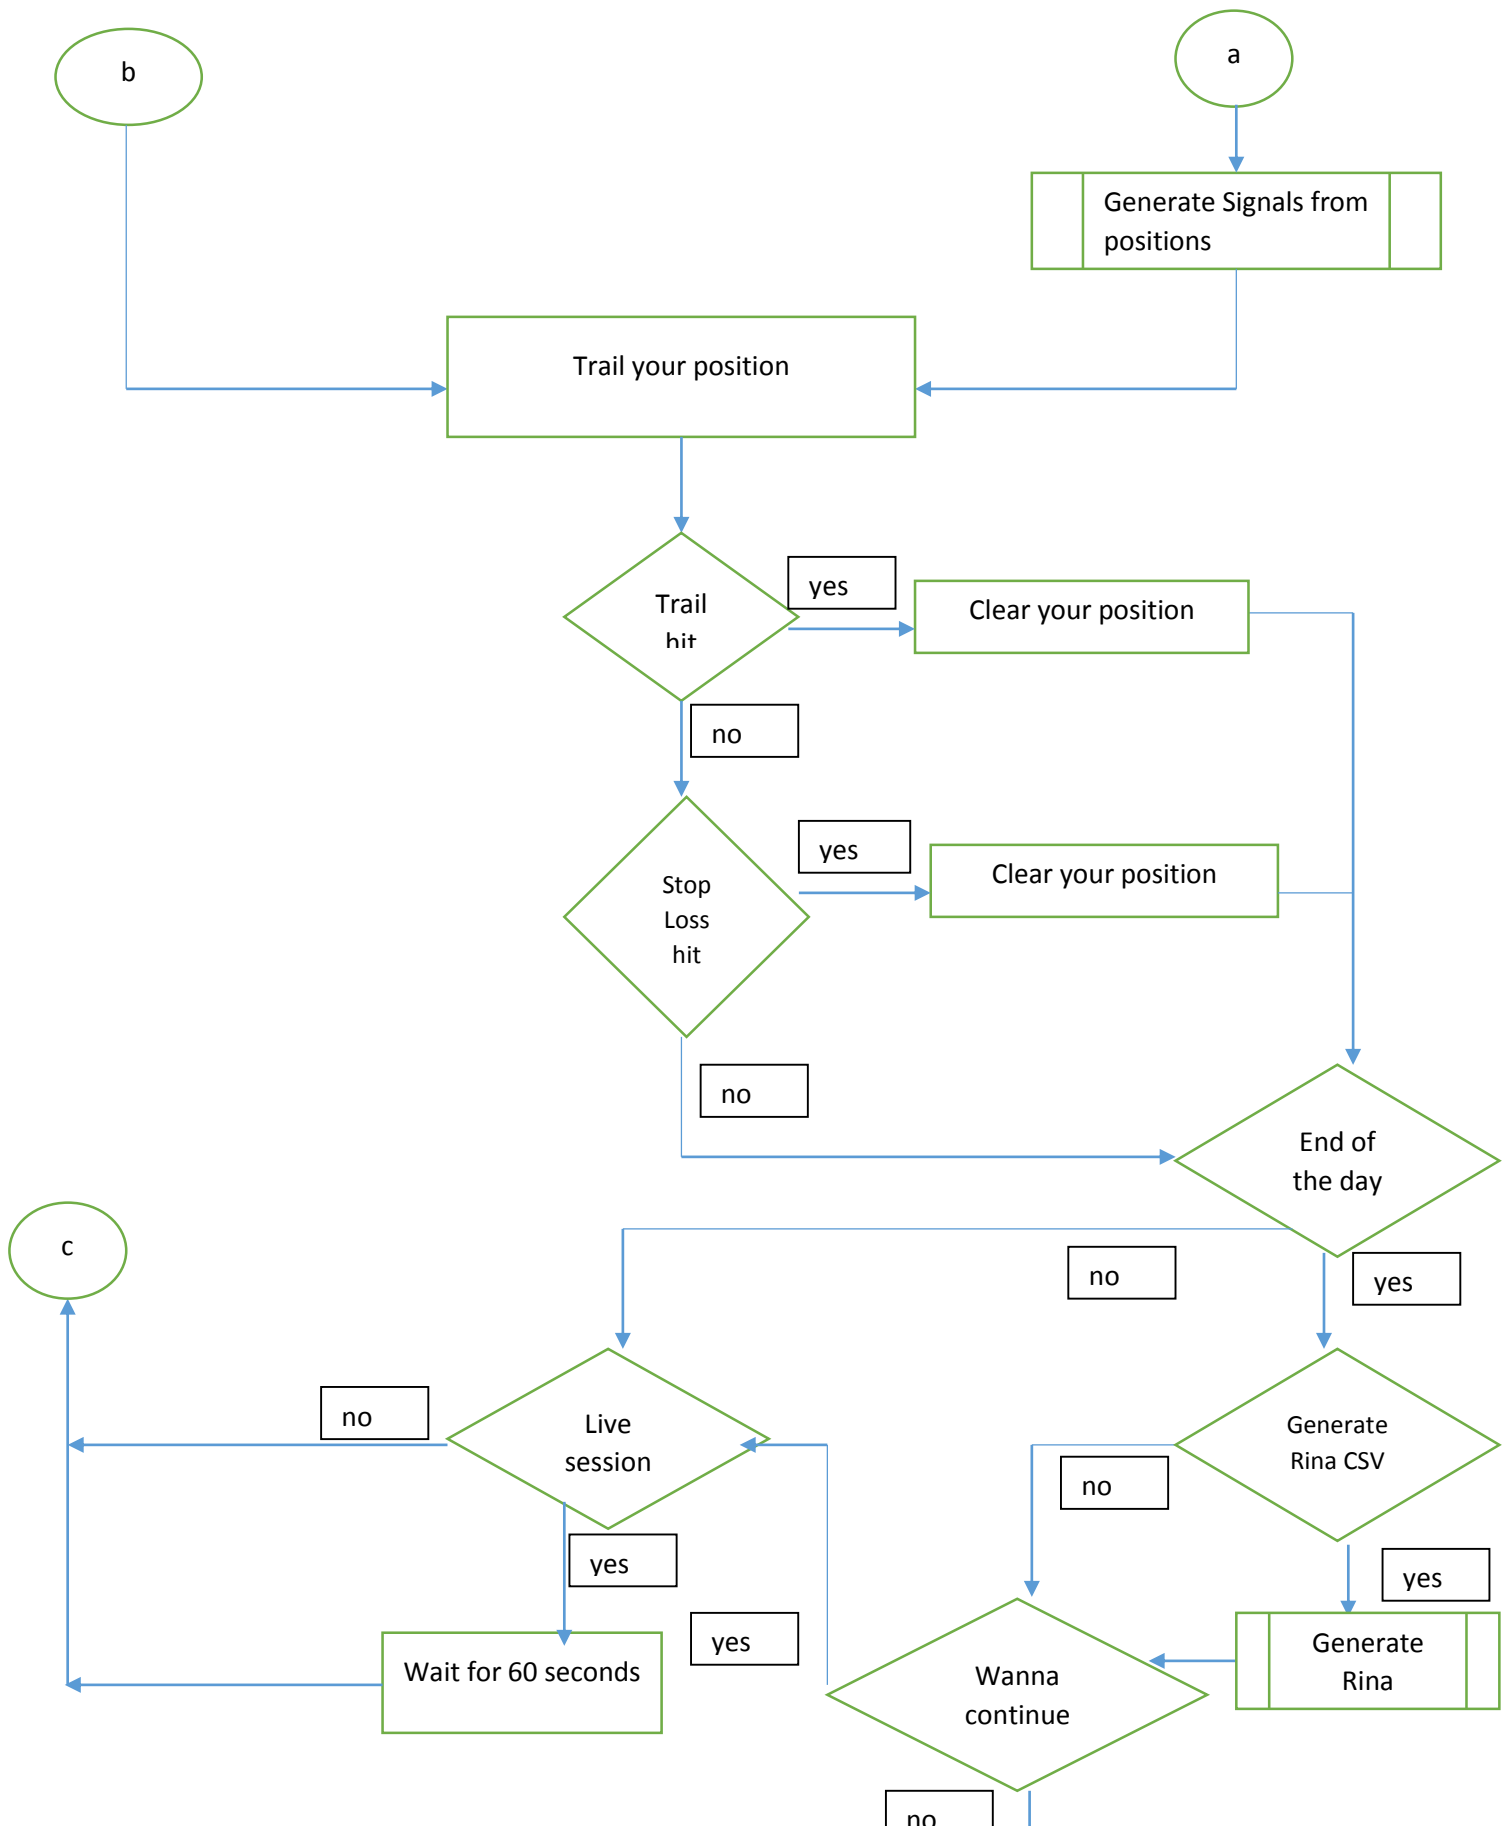 b
a
Generate Signals from
positions
Trail your position
Trail
hit
yes
Clear your position
no
Stop
Loss
hit
yes
Clear your position
no
End of
the day
c
no
yes
no
Live
session
Generate
Rina CSV
no
yes
yes
yes
Wait for 60 seconds
Wanna
continue
Generate
Rina
no